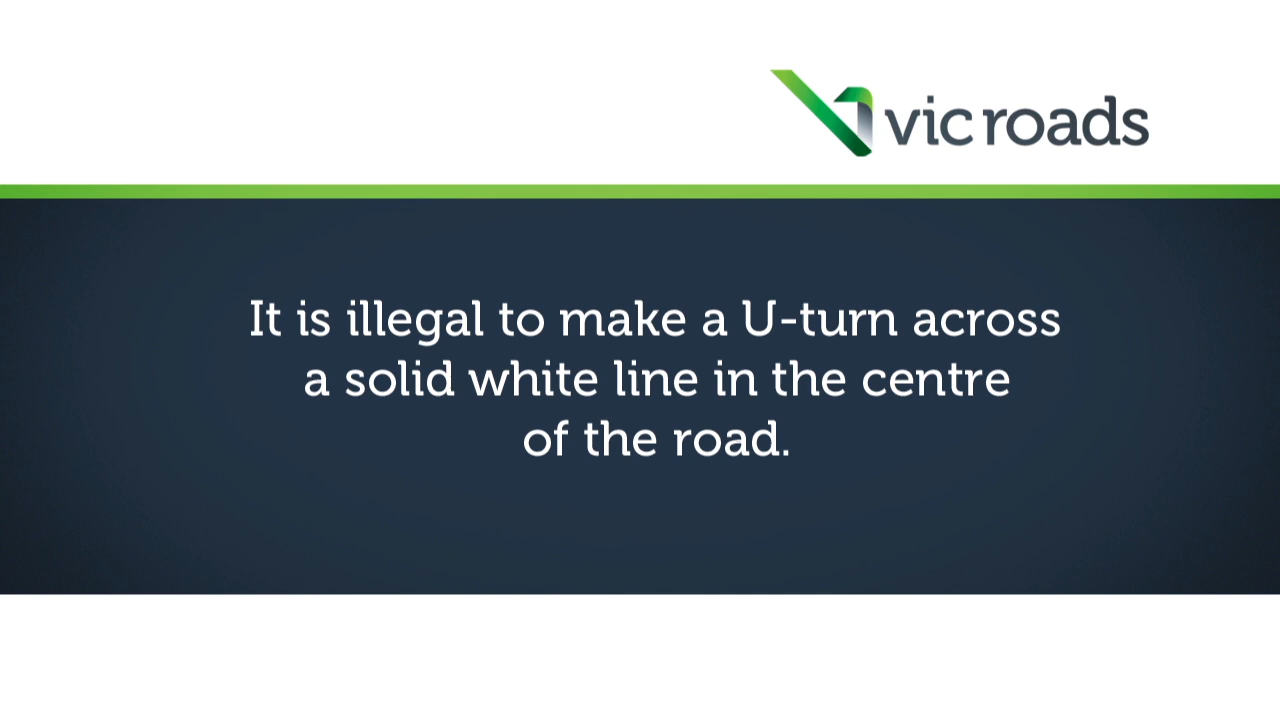 vic roads
It is illegal to make a U-turn across
a solid white line in the centre
of the road.